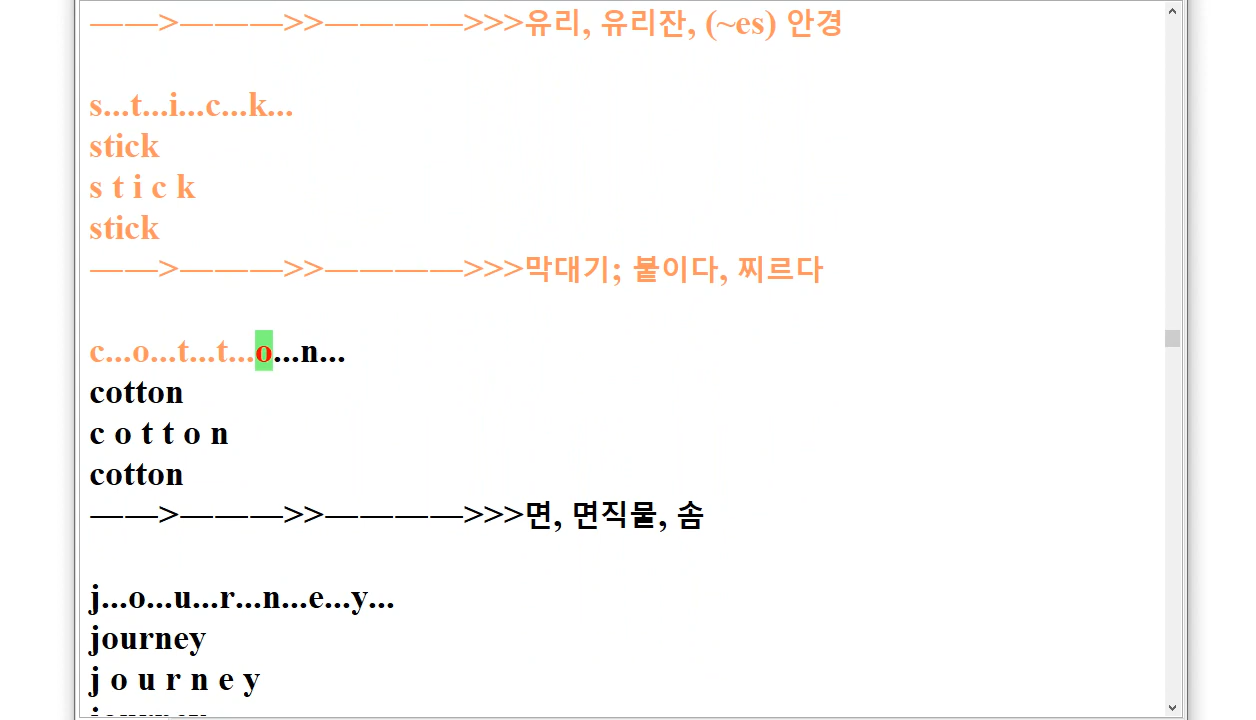 ——>———>>————>>>유리, 유리잔, (~es) 안경
s...t...i...c...k...
stick
s t i c k
stick
——>———>>————>>>막대기; 붙이다, 찌르다
c...o...t...t...o...n...
cotton
c o t t o n
cotton
——>———>>————>>>면, 면직물, 솜
j...o...u...r...n...e...y...
journey
j o u r n e y